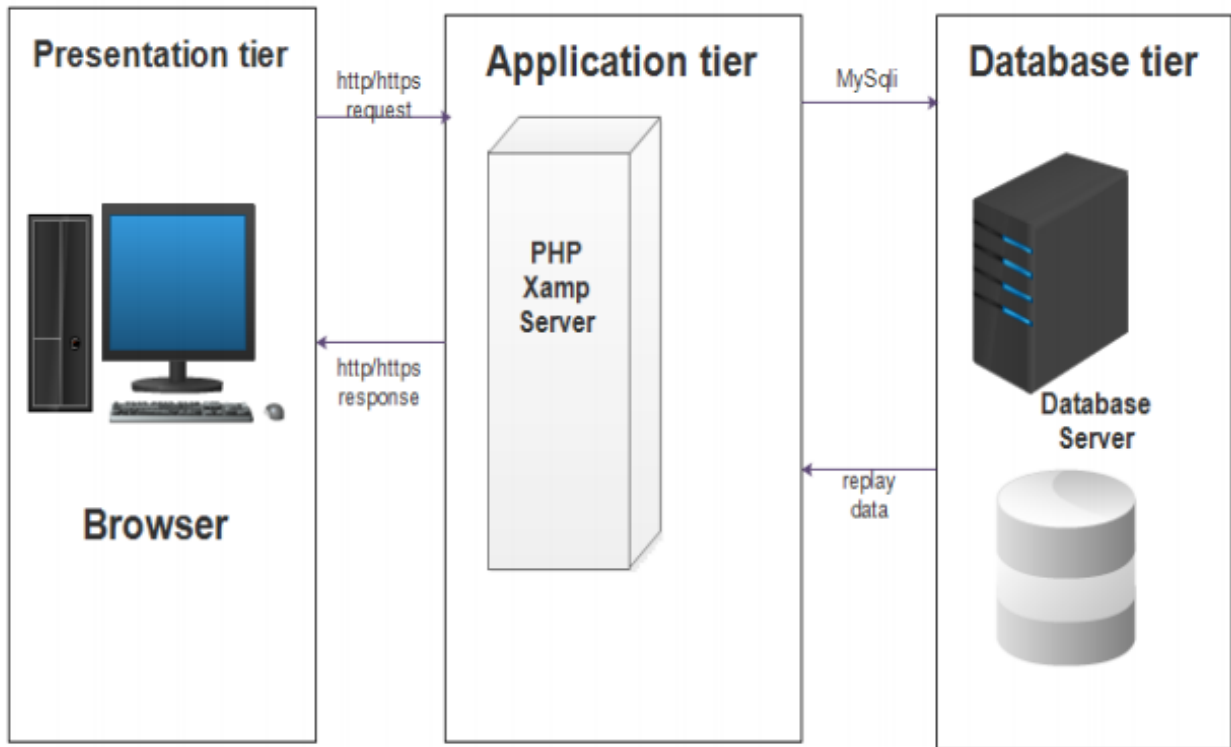 Presentation tier
http/https
request
http/https
response
Browser
Application tier
PHP
Xamp
Server
MySqli
replay
data
Database tier
Database
Server